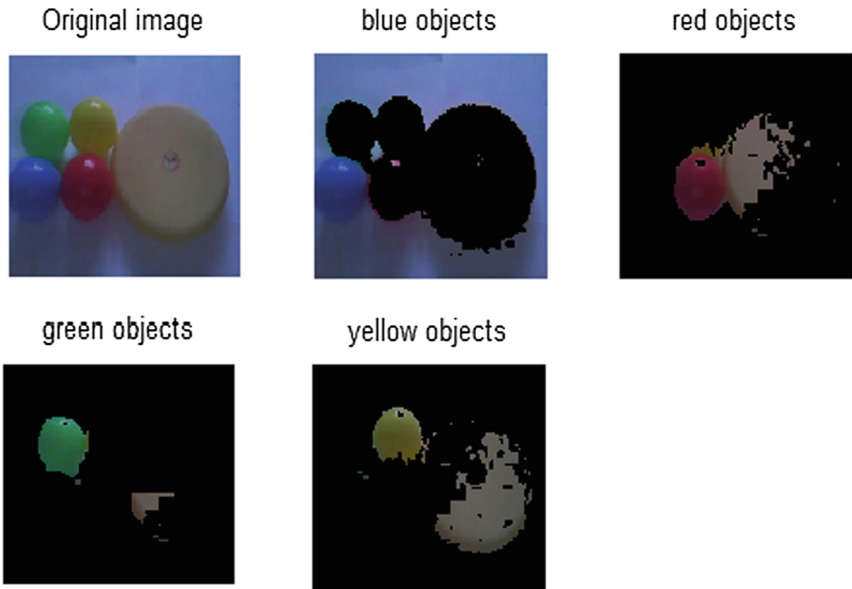 Original image
blue objects
red objects
green objects
yellow objects